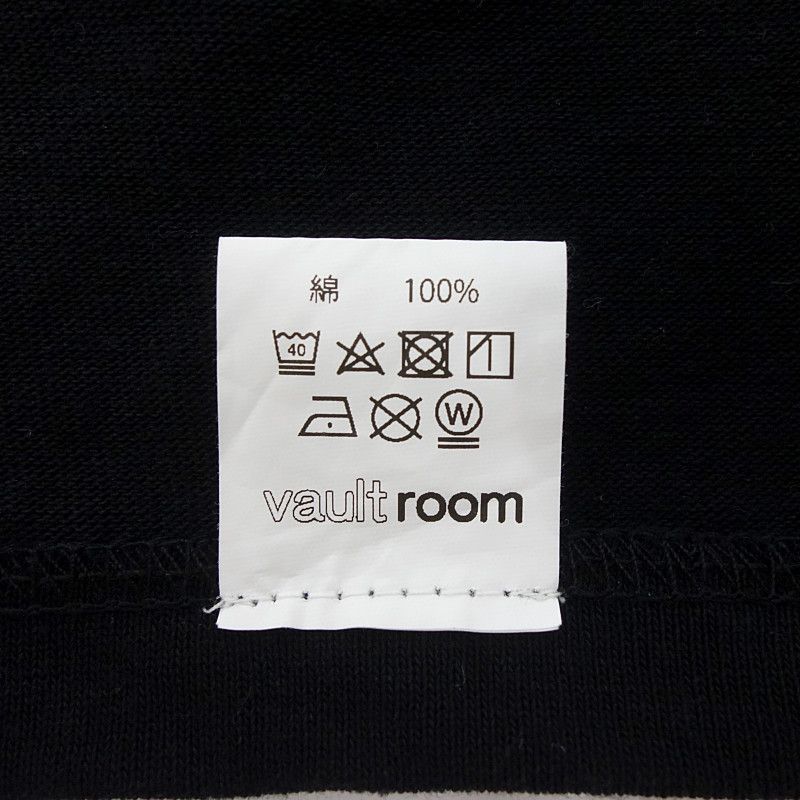 綿 100%
40
W
vault room